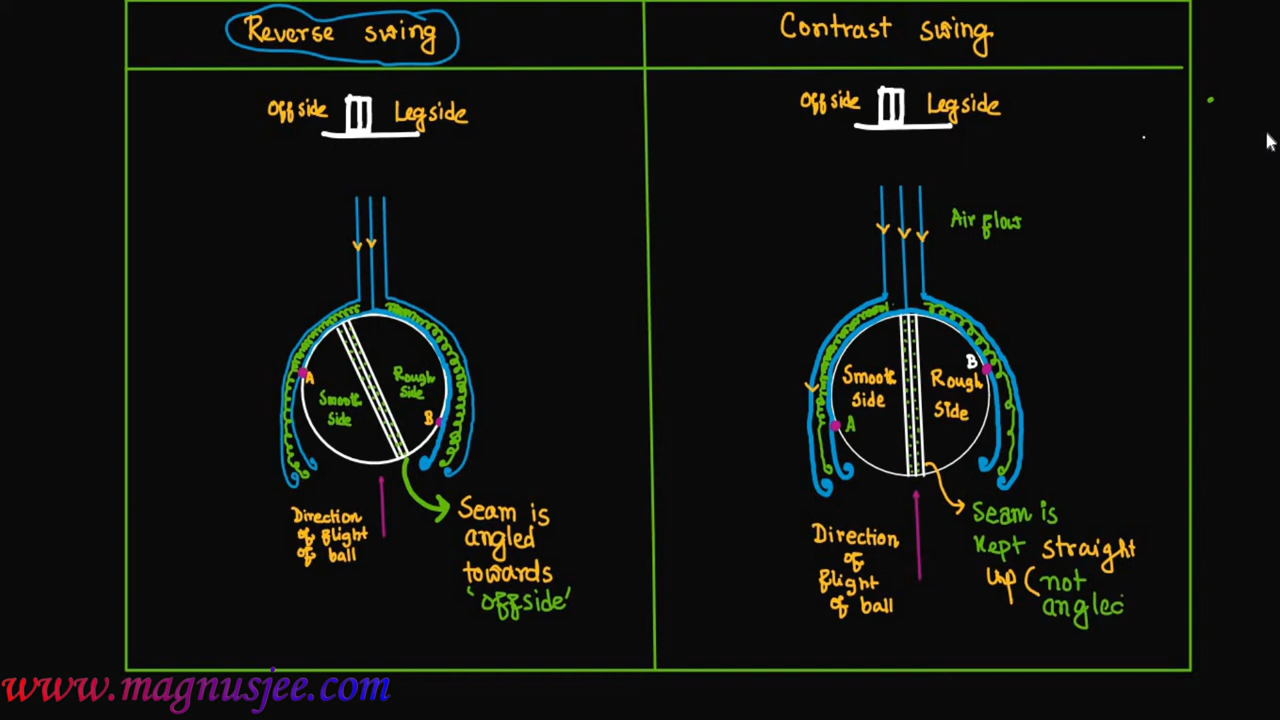 Reverse swing
Contrast swing
Offside Legside
Offside Legside
Air flow
A
Smooth
Side
Rough
Side
B
Smooth
Side
A
B
Rough
Side
Direction
of flight
of ball
Seam is
angled
towards
'offside'
Direction
of
flight
of ball
Seam is
kept straight
up (not
angled
www.magnusjee.com